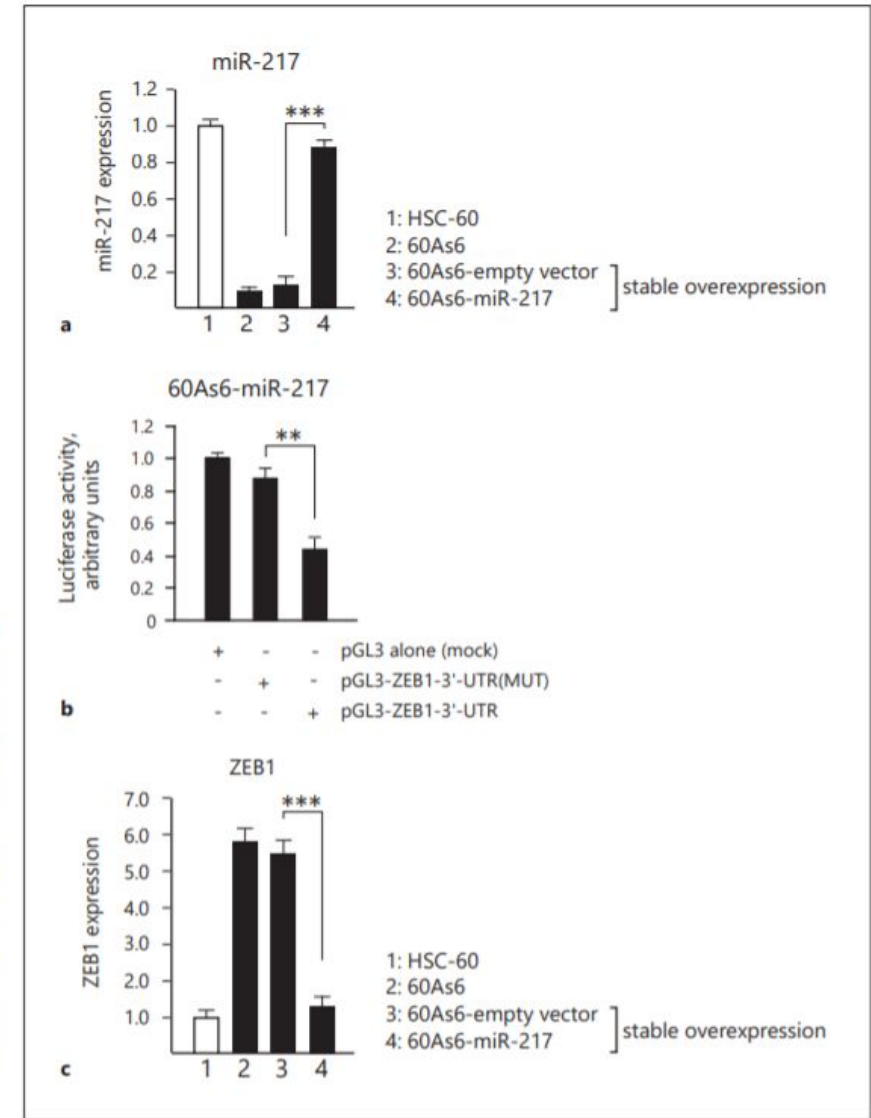 miR-217
miR-217 expression
1.2
1.0
0.8
0.6
0.4
0.2
***
1 2 3 4
1: HSC-60
2: 60As6
3: 60As6-empty vector
4: 60As6-miR-217
stable overexpression
a
60As6-miR-217
Luciferase activity,
arbitrary units
1.2
1.0
0.8
0.6
0.4
0.2
0
**
+ - - pGL3 alone (mock)
- + - pGL3-ZEB1-3'-UTR(MUT)
- - + pGL3-ZEB1-3'-UTR
b
ZEB1
ZEB1 expression
7.0
6.0
5.0
4.0
3.0
2.0
1.0
***
1 2 3 4
1: HSC-60
2: 60As6
3: 60As6-empty vector
4: 60As6-miR-217
stable overexpression
c